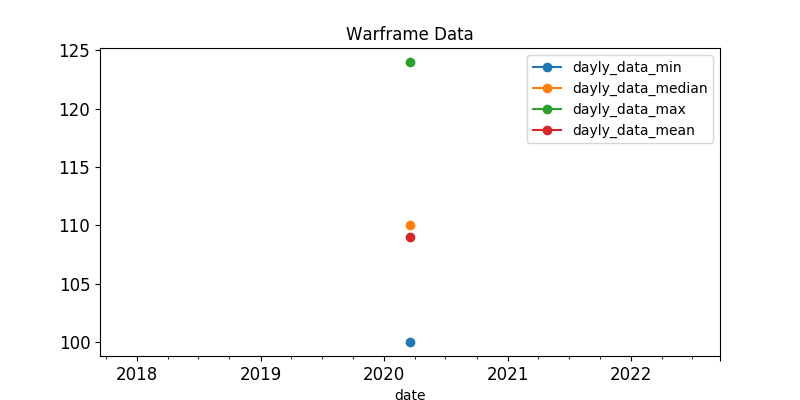 Warframe Data
125
120
115
110
105
100
dayly_data_min
dayly_data_median
dayly_data_max
dayly_data_mean
2018 2019 2020 2021 2022
date